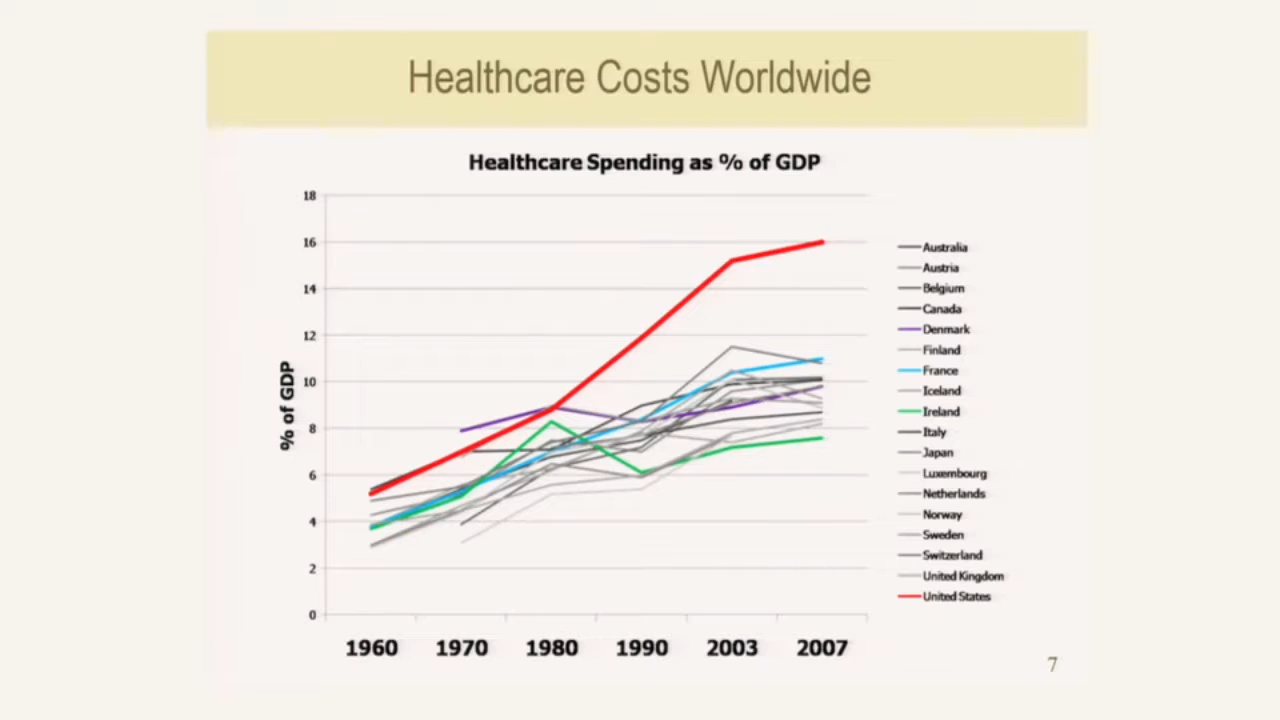 Healthcare Costs Worldwide
Healthcare Spending as % of GDP
% of GDP
18
16
14
12
10
8
6
4
2
0
1960 1970 1980 1990 2003 2007
Australia
Austria
Belgium
Canada
Denmark
Finland
France
Iceland
Ireland
Italy
Japan
Luxembourg
Netherlands
Norway
Sweden
Switzerland
United Kingdom
United States
7